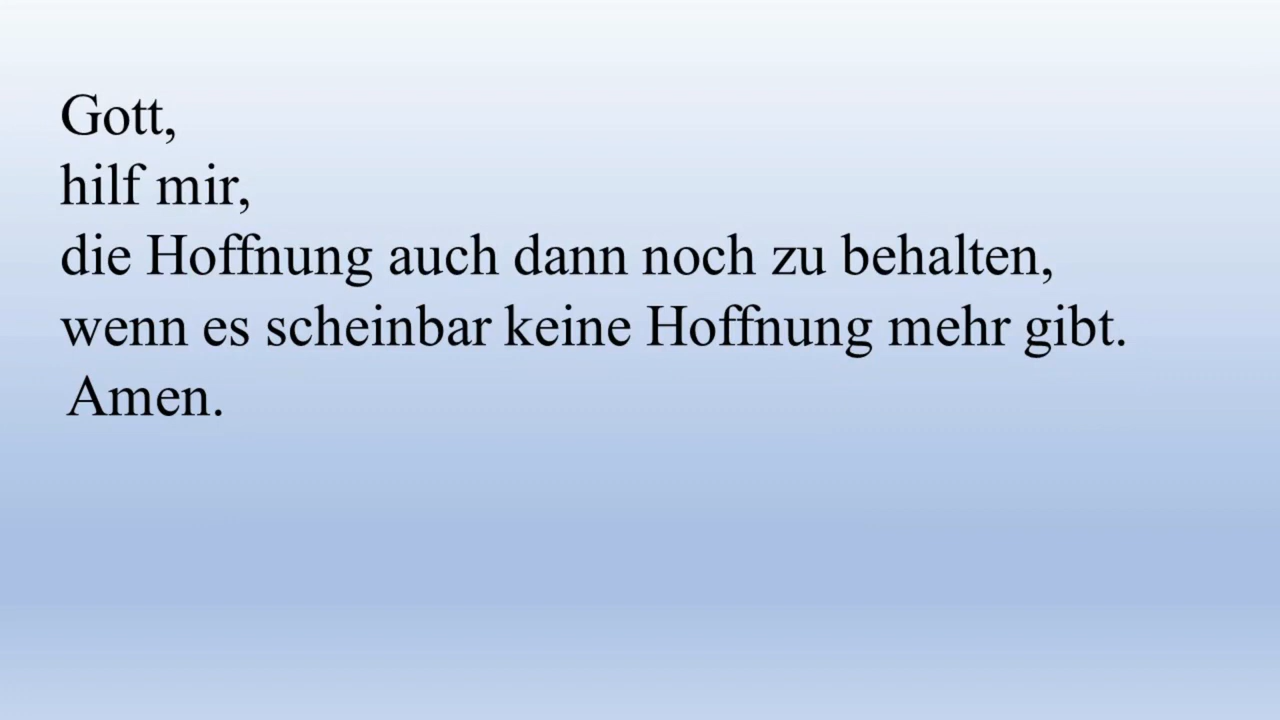 Gott,
hilf mir,
die Hoffnung auch dann noch zu behalten,
wenn es scheinbar keine Hoffnung mehr gibt.
Amen.